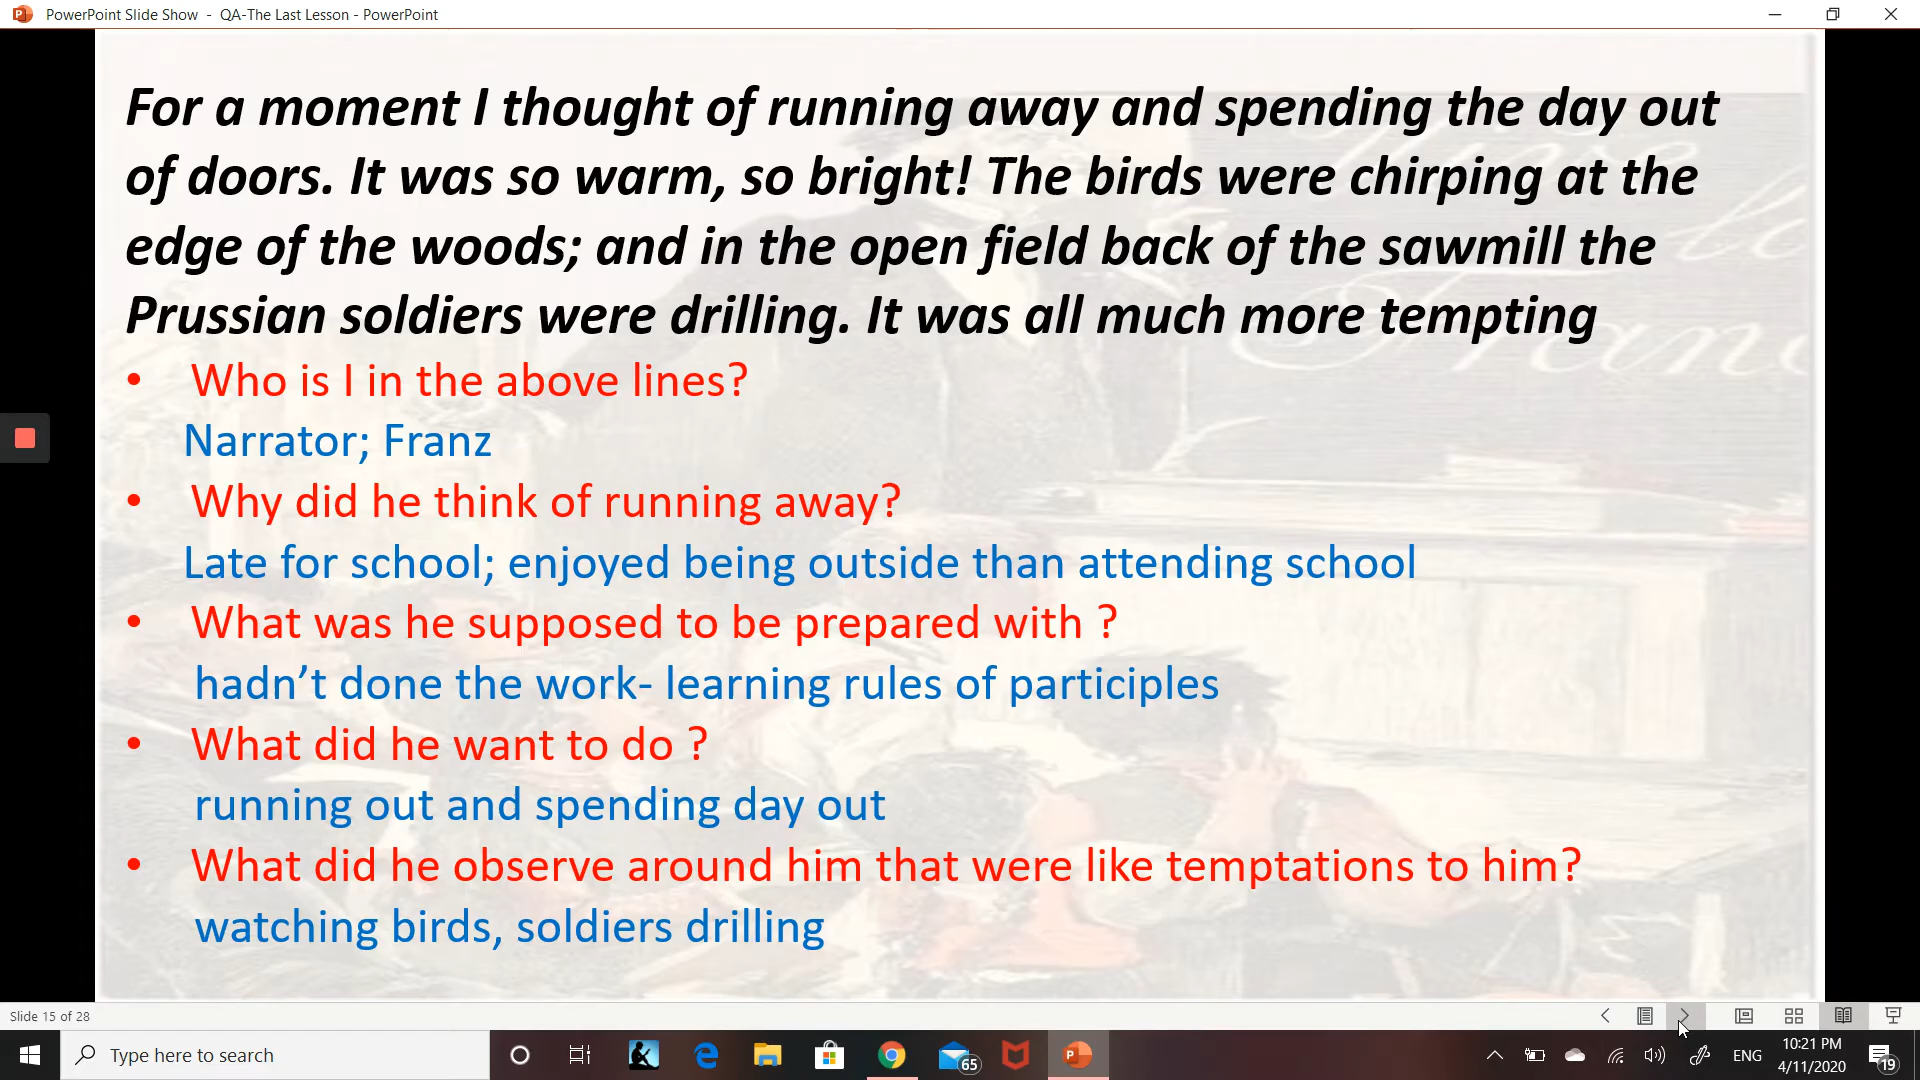 PowerPoint Slide Show - QA-The Last Lesson - PowerPoint
For a moment I thought of running away and spending the day out
of doors. It was so warm, so bright! The birds were chirping at the
edge of the woods; and in the open field back of the sawmill the
Prussian soldiers were drilling. It was all much more tempting
• Who is I in the above lines?
Narrator; Franz
• Why did he think of running away?
Late for school; enjoyed being outside than attending school
• What was he supposed to be prepared with ?
hadn’t done the work- learning rules of participles
• What did he want to do ?
running out and spending day out
• What did he observe around him that were like temptations to him?
watching birds, soldiers drilling
Slide 15 of 28
Type here to search
65
ENG
10:21 PM
4/11/2020
19